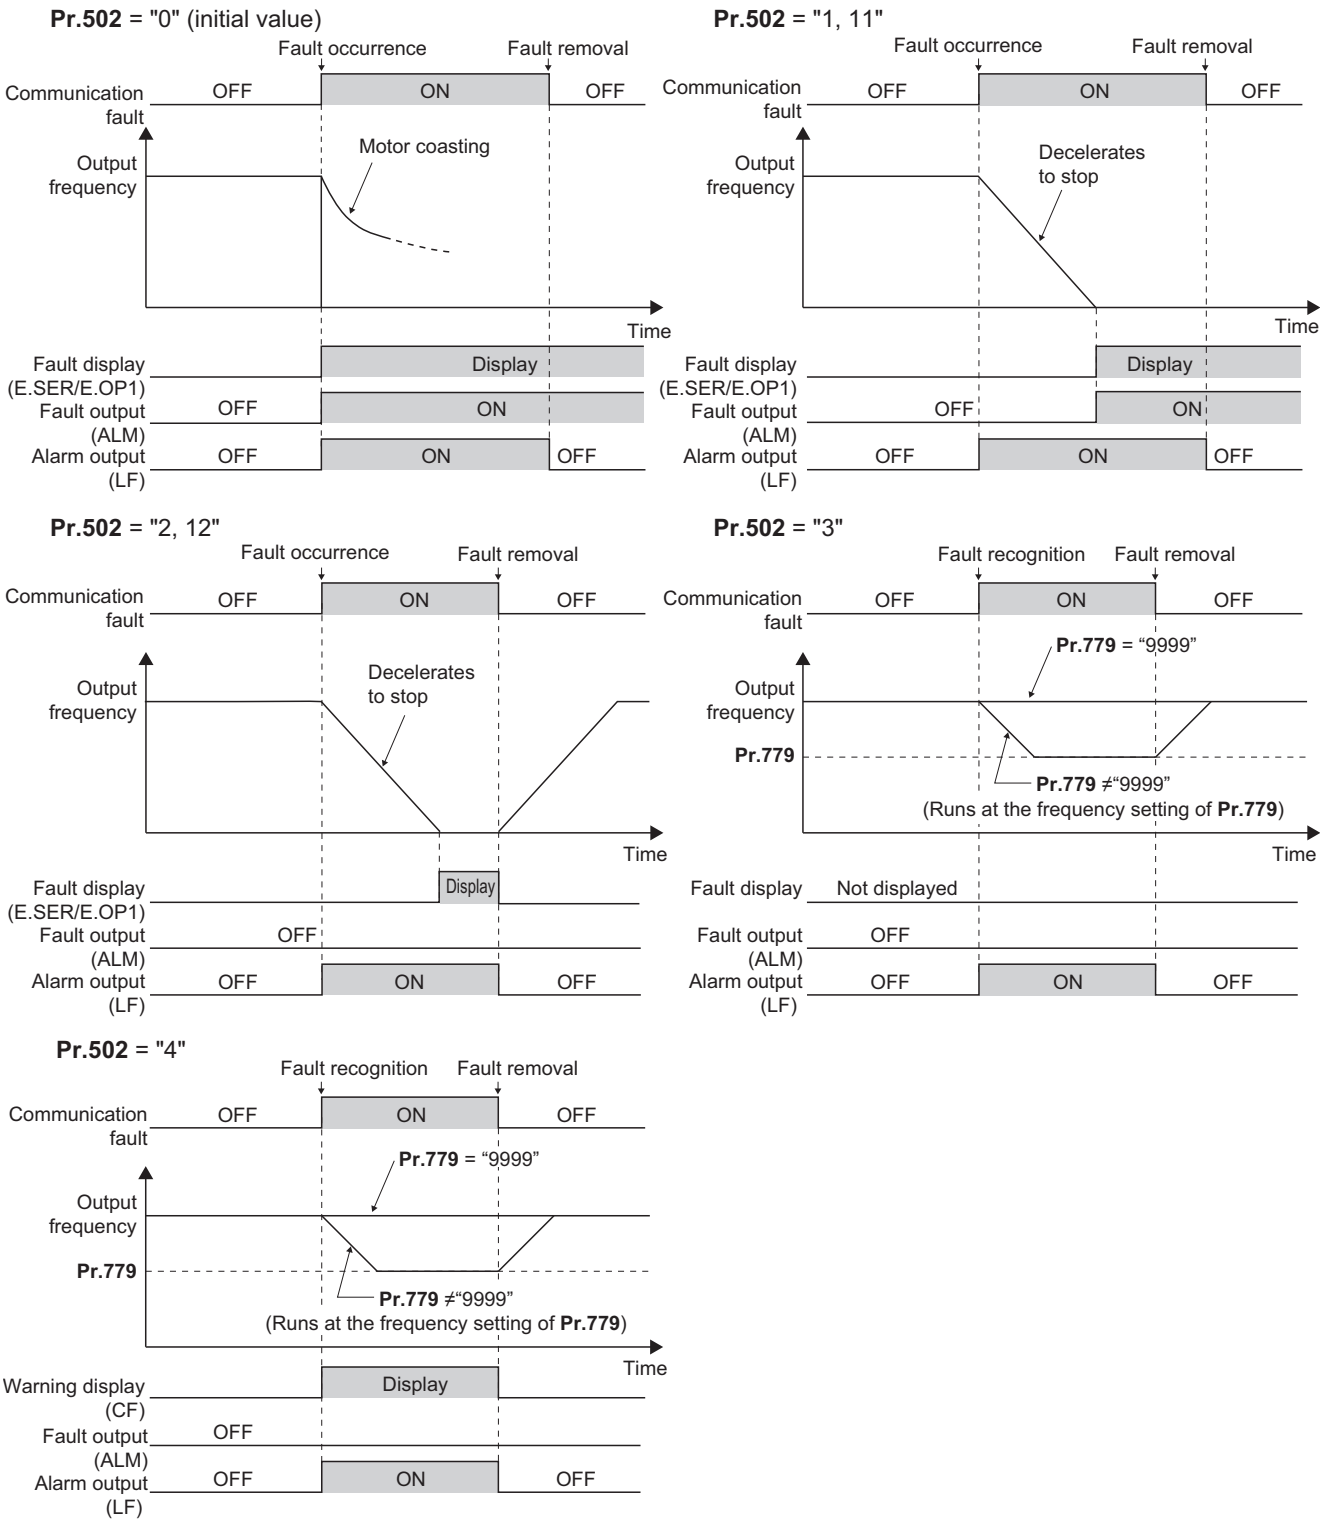 Pr.502 = "0" (initial value)
Fault occurrence Fault removal
Communication fault OFF ON OFF
Motor coasting
Output
frequency
Time
Fault display
(E.SER/E.OP1)
Display
Fault output
(ALM)
OFF ON
Alarm output
(LF)
OFF ON OFF
Pr.502 = "1, 11"
Fault occurrence Fault removal
Communication
fault
OFF ON OFF
Output
frequency
Decelerates
to stop
Time
Fault display
(E.SER/E.OP1)
Display
Fault output
(ALM)
OFF ON
Alarm output
(LF)
OFF ON OFF
Pr.502 = "2, 12"
Fault occurrence Fault removal
Communication
fault
OFF ON OFF
Output
frequency
Decelerates
to stop
Time
Fault display
(E.SER/E.OP1)
Display
Fault output
(ALM)
OFF
Alarm output
(LF)
OFF ON OFF
Pr.502 = "3"
Fault recognition Fault removal
Communication
fault
OFF ON OFF
Pr.779 = “9999”
Output
frequency
Pr.779
Pr.779 ≠“9999”
(Runs at the frequency setting of Pr.779)
Time
Fault display Not displayed
Fault output
(ALM)
OFF
Alarm output
(LF)
OFF ON OFF
Pr.502 = "4"
Fault recognition Fault removal
Communication
fault
OFF ON OFF
Pr.779 = “9999”
Output
frequency
Pr.779
Pr.779 ≠“9999”
(Runs at the frequency setting of Pr.779)
Time
Warning display
(CF)
Display
Fault output
(ALM)
OFF
Alarm output
(LF)
OFF ON OFF